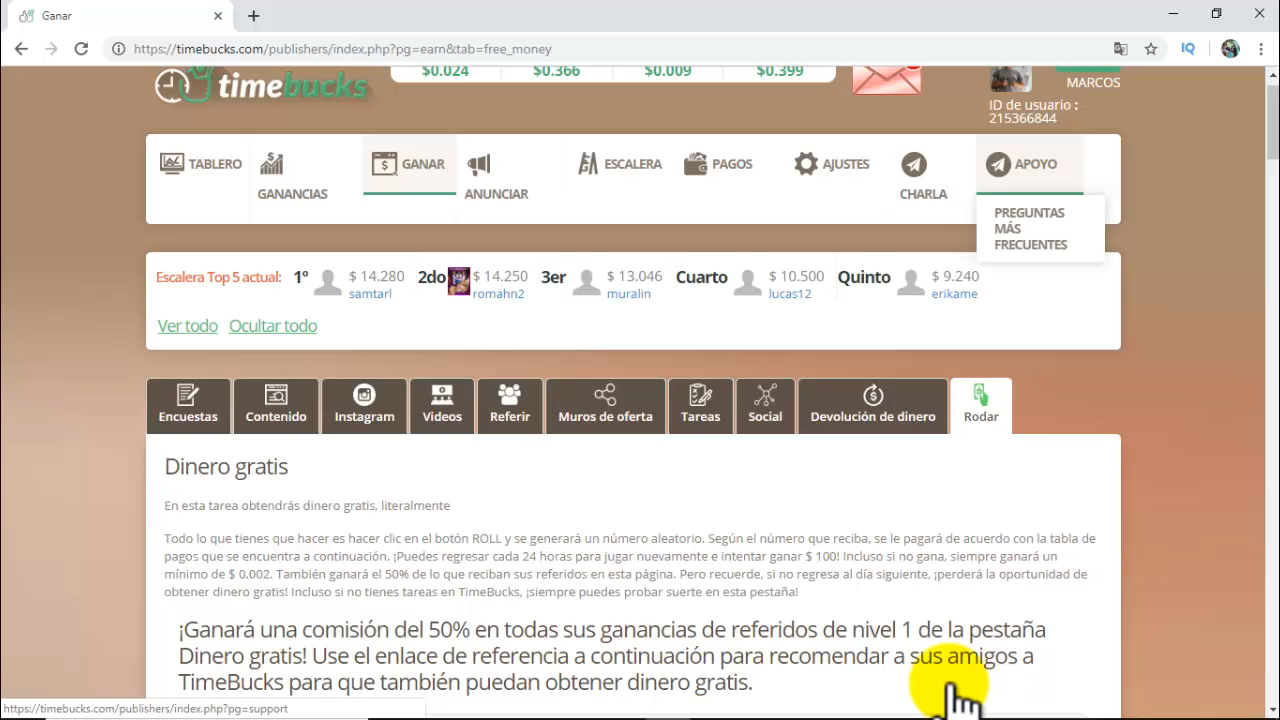 Ganar
https://timebucks.com/publishers/index.php?pg=earn&tab=free_money
IQ
timebucks
$0.024 $0.366 $0.009 $0.399
MARCOS
ID de usuario :
215366844
TABLERO
GANANCIAS
GANAR
ANUNCIAR
ESCALERA
PAGOS
AJUSTES
CHARLA
APOYO
PREGUNTAS
MÁS
FRECUENTES
Escalera Top 5 actual: 1º $ 14.280 2do $ 14.250 3er $ 13.046 Cuarto $ 10.500 Quinto $ 9.240
samtarl romahn2 muralin lucas12 erikame
Ver todo Ocultar todo
Encuestas Contenido Instagram Videos Referir Muros de oferta Tareas Social Devolución de dinero Rodar
Dinero gratis
En esta tarea obtendrás dinero gratis, literalmente
Todo lo que tienes que hacer es hacer clic en el botón ROLL y se generará un número aleatorio. Según el número que reciba, se le pagará de acuerdo con la tabla de
pagos que se encuentra a continuación. ¡Puedes regresar cada 24 horas para jugar nuevamente e intentar ganar $ 100! Incluso si no gana, siempre ganará un
mínimo de $ 0.002. También ganará el 50% de lo que reciban sus referidos en esta página. Pero recuerde, si no regresa al día siguiente, ¡perderá la oportunidad de
obtener dinero gratis! Incluso si no tienes tareas en TimeBucks, ¡siempre puedes probar suerte en esta pestaña!
¡Ganará una comisión del 50% en todas sus ganancias de referidos de nivel 1 de la pestaña
Dinero gratis! Use el enlace de referencia a continuación para recomendar a sus amigos a
TimeBucks para que también puedan obtener dinero gratis.
https://timebucks.com/publishers/index.php?pg=support